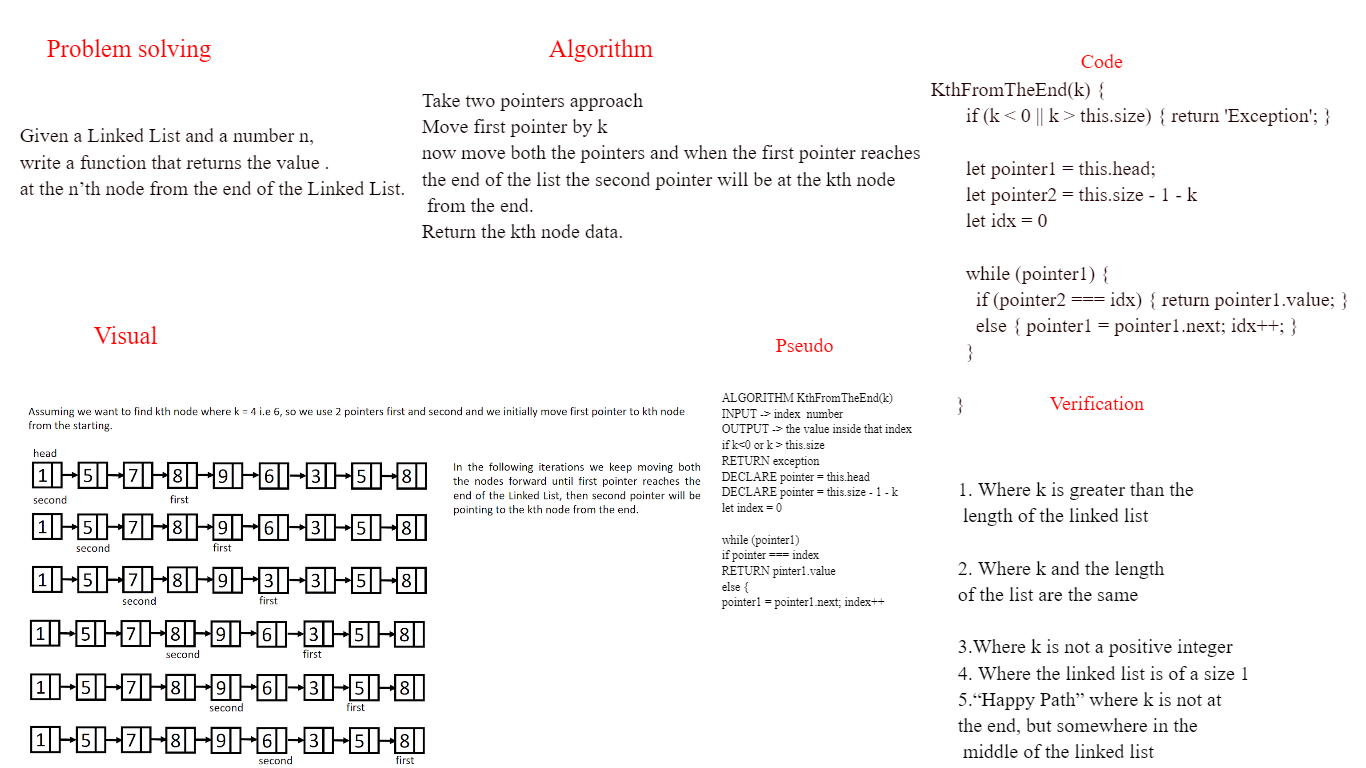 Problem solving
Given a Linked List and a number n,
write a function that returns the value .
at the n’th node from the end of the Linked List.
Algorithm
Take two pointers approach
Move first pointer by k
now move both the pointers and when the first pointer reaches
the end of the list the second pointer will be at the kth node
from the end.
Return the kth node data.
Code
KthFromTheEnd(k) {
if (k < 0 || k > this.size) { return 'Exception'; }
let pointer1 = this.head;
let pointer2 = this.size - 1 - k
let idx = 0
while (pointer1) {
if (pointer2 === idx) { return pointer1.value; }
else { pointer1 = pointer1.next; idx++; }
}
}
Visual
Assuming we want to find kth node where k = 4 i.e 6, so we use 2 pointers first and second and we initially move first pointer to kth node
from the starting.
head
1 5 7 8 9 6 3 5 8
second first
1 5 7 8 9 6 3 5 8
second first
1 5 7 8 9 3 3 5 8
second first
1 5 7 8 9 6 3 5 8
second first
1 5 7 8 9 6 3 5 8
second first
1 5 7 8 9 6 3 5 8
second first
In the following iterations we keep moving both
the nodes forward until first pointer reaches the
end of the Linked List, then second pointer will be
pointing to the kth node from the end.
Pseudo
ALGORITHM KthFromTheEnd(k)
INPUT -> index number
OUTPUT -> the value inside that index
if k<0 or k > this.size
RETURN exception
DECLARE pointer = this.head
DECLARE pointer = this.size - 1 - k
let index = 0
while (pointer1)
if pointer === index
RETURN pinter1.value
else {
pointer1 = pointer1.next; index++
Verification
1. Where k is greater than the
length of the linked list
2. Where k and the length
of the list are the same
3.Where k is not a positive integer
4. Where the linked list is of a size 1
5.“Happy Path” where k is not at
the end, but somewhere in the
middle of the linked list